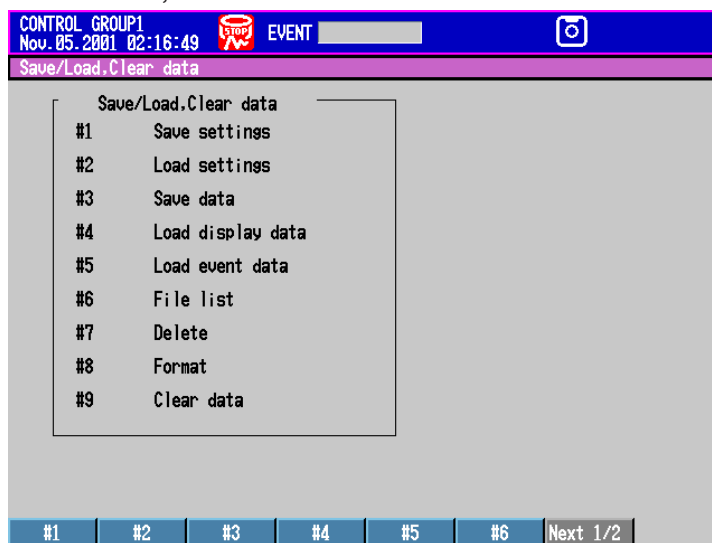 CONTROL GROUP1
Nov.05.2001 02:16:49 STOP EVENT
Save/Load,Clear data
Save/Load,Clear data
#1 Save settings
#2 Load settings
#3 Save data
#4 Load display data
#5 Load event data
#6 File list
#7 Delete
#8 Format
#9 Clear data
#1 #2 #3 #4 #5 #6 Next 1/2